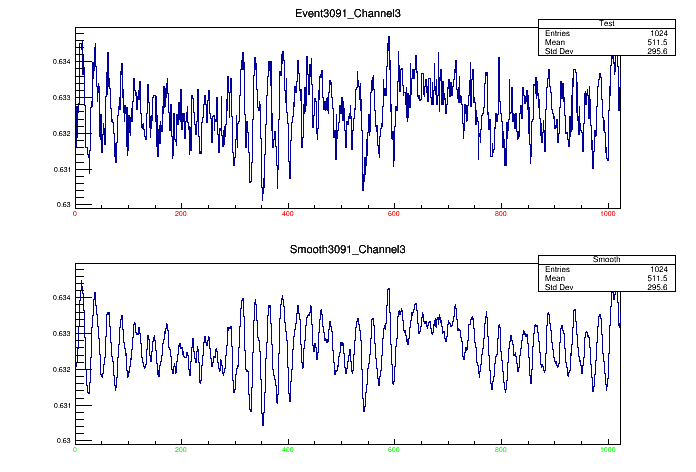 Event3091_Channel3
Test
Entries 1024
Mean 511.5
Std Dev 295.6
0.634
0.633
0.632
0.631
0.63
0 200 400 600 800 1000
Smooth3091_Channel3
Smooth
Entries 1024
Mean 511.5
Std Dev 295.6
0.634
0.633
0.632
0.631
0.63
0 200 400 600 800 1000